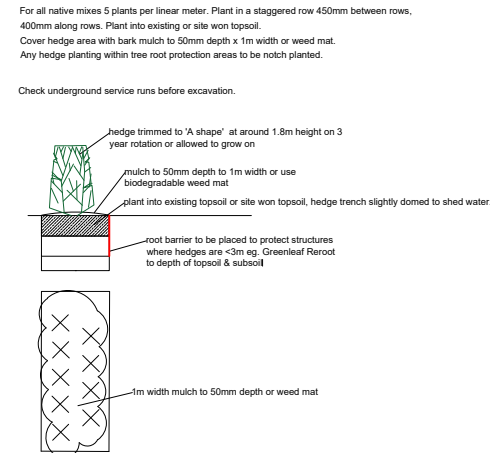 For all native mixes 5 plants per linear meter. Plant in a staggered row 450mm between rows,
400mm along rows. Plant into existing or site won topsoil.
Cover hedge area with bark mulch to 50mm depth x 1m width or weed mat.
Any hedge planting within tree root protection areas to be notch planted.
Check underground service runs before excavation.
hedge trimmed to 'A shape' at around 1.8m height on 3
year rotation or allowed to grow on
mulch to 50mm depth to 1m width or use
biodegradable weed mat
plant into existing topsoil or site won topsoil, hedge trench slightly domed to shed water
root barrier to be placed to protect structures
where hedges are <3m eg. Greenleaf Reroot
to depth of topsoil & subsoil
1m width mulch to 50mm depth or weed mat